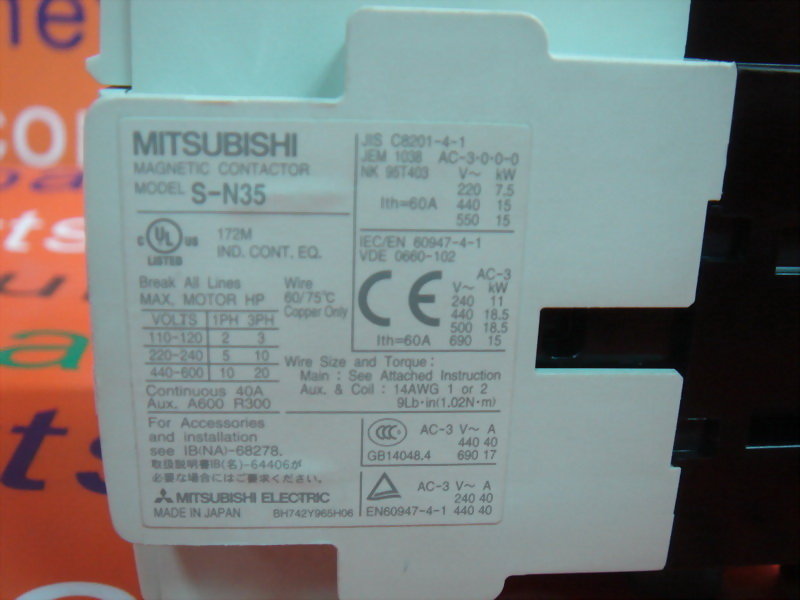 MITSUBISHI
MAGNETIC CONTACTOR
MODEL S-N35
C UL US
LISTED
172M
IND. CONT. EQ.
Break All Lines
MAX. MOTOR HP
VOLTS 1PH 3PH
110-120 2 3
220-240 5 10
440-600 10 20
Wire
60/75℃
Copper Only
Continuous 40A
Aux. A600 R300
Wire Size and Torque :
Main : See Attached Instruction
Aux. & Coil : 14AWG 1 or 2
9Lb·in(1.02N·m)
For Accessories
and installation
see IB(NA)-68278.
取扱説明書IB(名)-64406が
必要な場合にはご要求ください。
MITSUBISHI ELECTRIC
MADE IN JAPAN BH742Y965H06
JIS C8201-4-1
JEM 1038 AC-3-0-0-0
NK 95T403 V~ kW
220 7.5
Ith=60A 440 15
550 15
IEC/EN 60947-4-1
VDE 0660-102
AC-3
CE V~ kW
240 11
440 18.5
500 18.5
Ith=60A 690 15
CCC AC-3 V~ A
440 40
GB14048.4 690 17
AC-3 V~ A
240 40
EN60947-4-1 440 40
ne
co